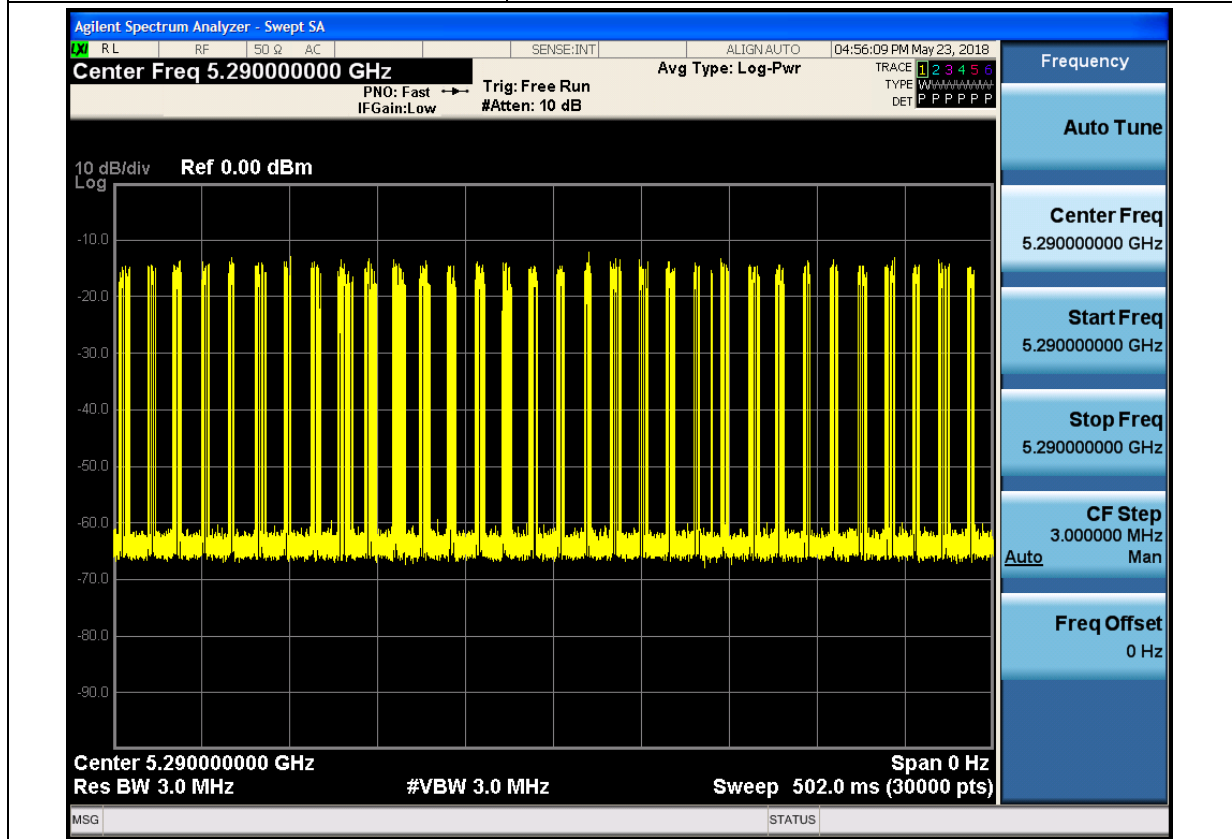 Agilent Spectrum Analyzer - Swept SA
LXI RL RF 50 Ω AC SENSE:INT ALIGN AUTO 04:56:09 PM May 23, 2018
Center Freq 5.290000000 GHz
PNO: Fast
IFGain:Low
Trig: Free Run
#Atten: 10 dB
Avg Type: Log-Pwr
TRACE 1 2 3 4 5 6
TYPE WWWWWW
DET P P P P P P
10 dB/div Ref 0.00 dBm
Log
-10.0
-20.0
-30.0
-40.0
-50.0
-60.0
-70.0
-80.0
-90.0
Center 5.290000000 GHz Span 0 Hz
Res BW 3.0 MHz #VBW 3.0 MHz Sweep 502.0 ms (30000 pts)
MSG STATUS
Frequency
Auto Tune
Center Freq
5.290000000 GHz
Start Freq
5.290000000 GHz
Stop Freq
5.290000000 GHz
CF Step
3.000000 MHz
Auto Man
Freq Offset
0 Hz